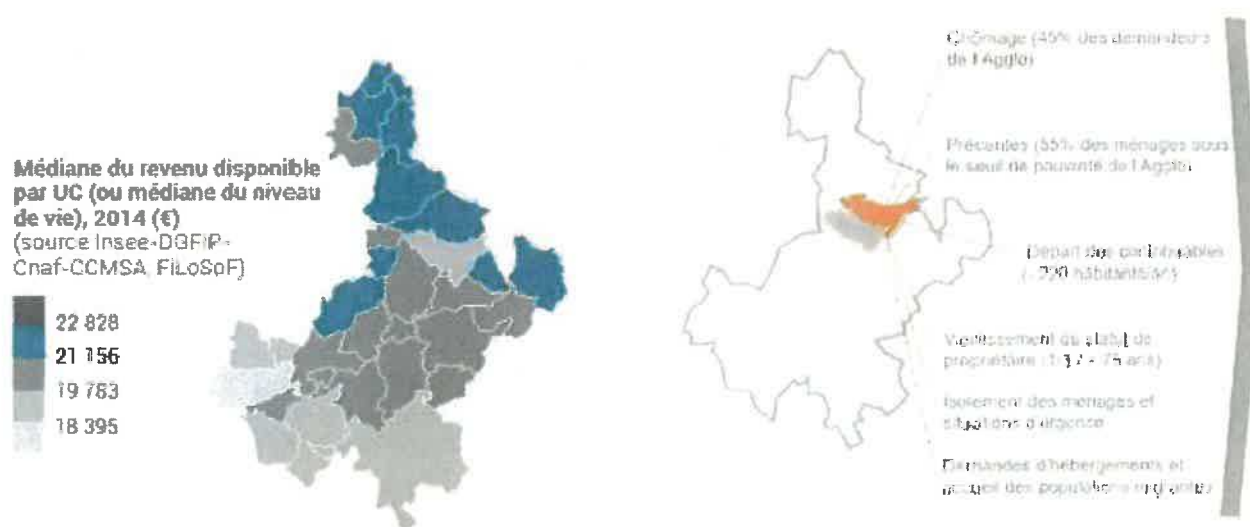 Médiane du revenu disponible
par UC (ou médiane du niveau
de vie), 2014 (€)
(source Insee-DGFIP-
Cnaf-CCMSA, FiLoSoF)
22 828
21 156
19 783
18 395
Chômage (45% des demandeurs
de l'Agglo)
Précarités (55% des ménages sous
le seuil de pauvreté de l'Agglo)
Départ des
habitants/an)
Vieillissement du statut de
propriétaire ans)
Isolement des ménages et
situations d'urgence
Demandes d'hébergements et
accueil des populations migrantes